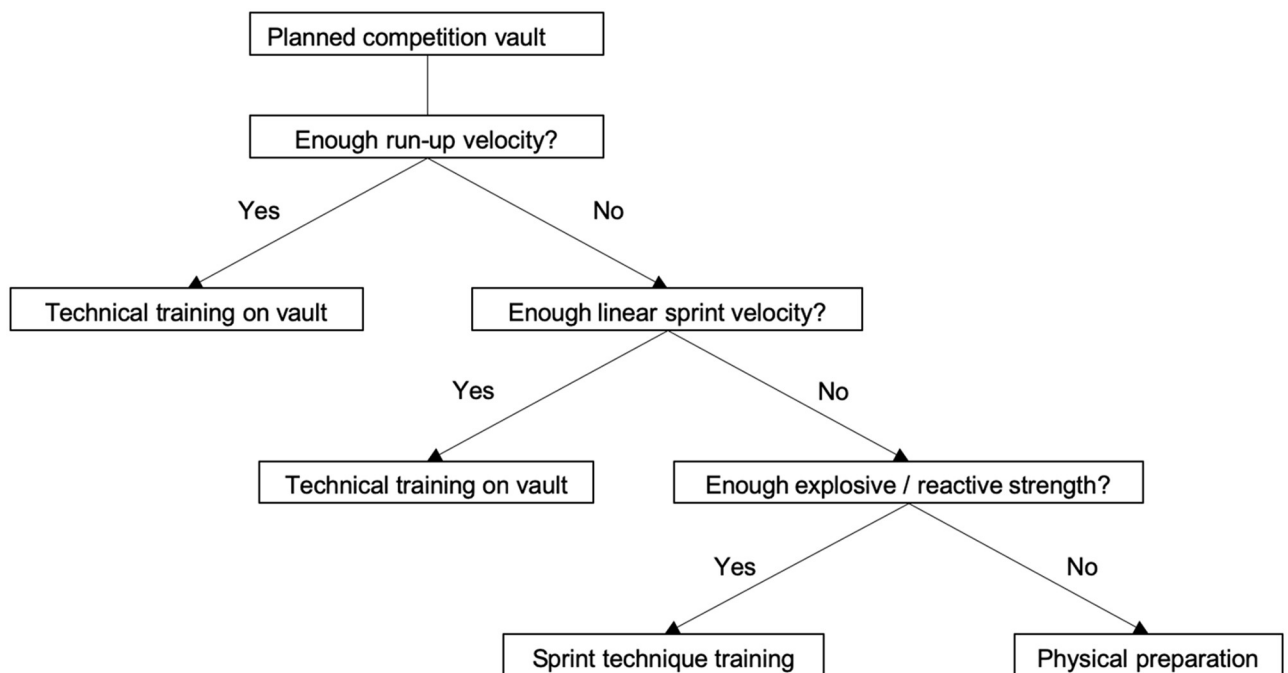 Planned competition vault
Enough run-up velocity?
Yes
No
Technical training on vault
Enough linear sprint velocity?
Yes
No
Technical training on vault
Enough explosive / reactive strength?
Yes
No
Sprint technique training
Physical preparation